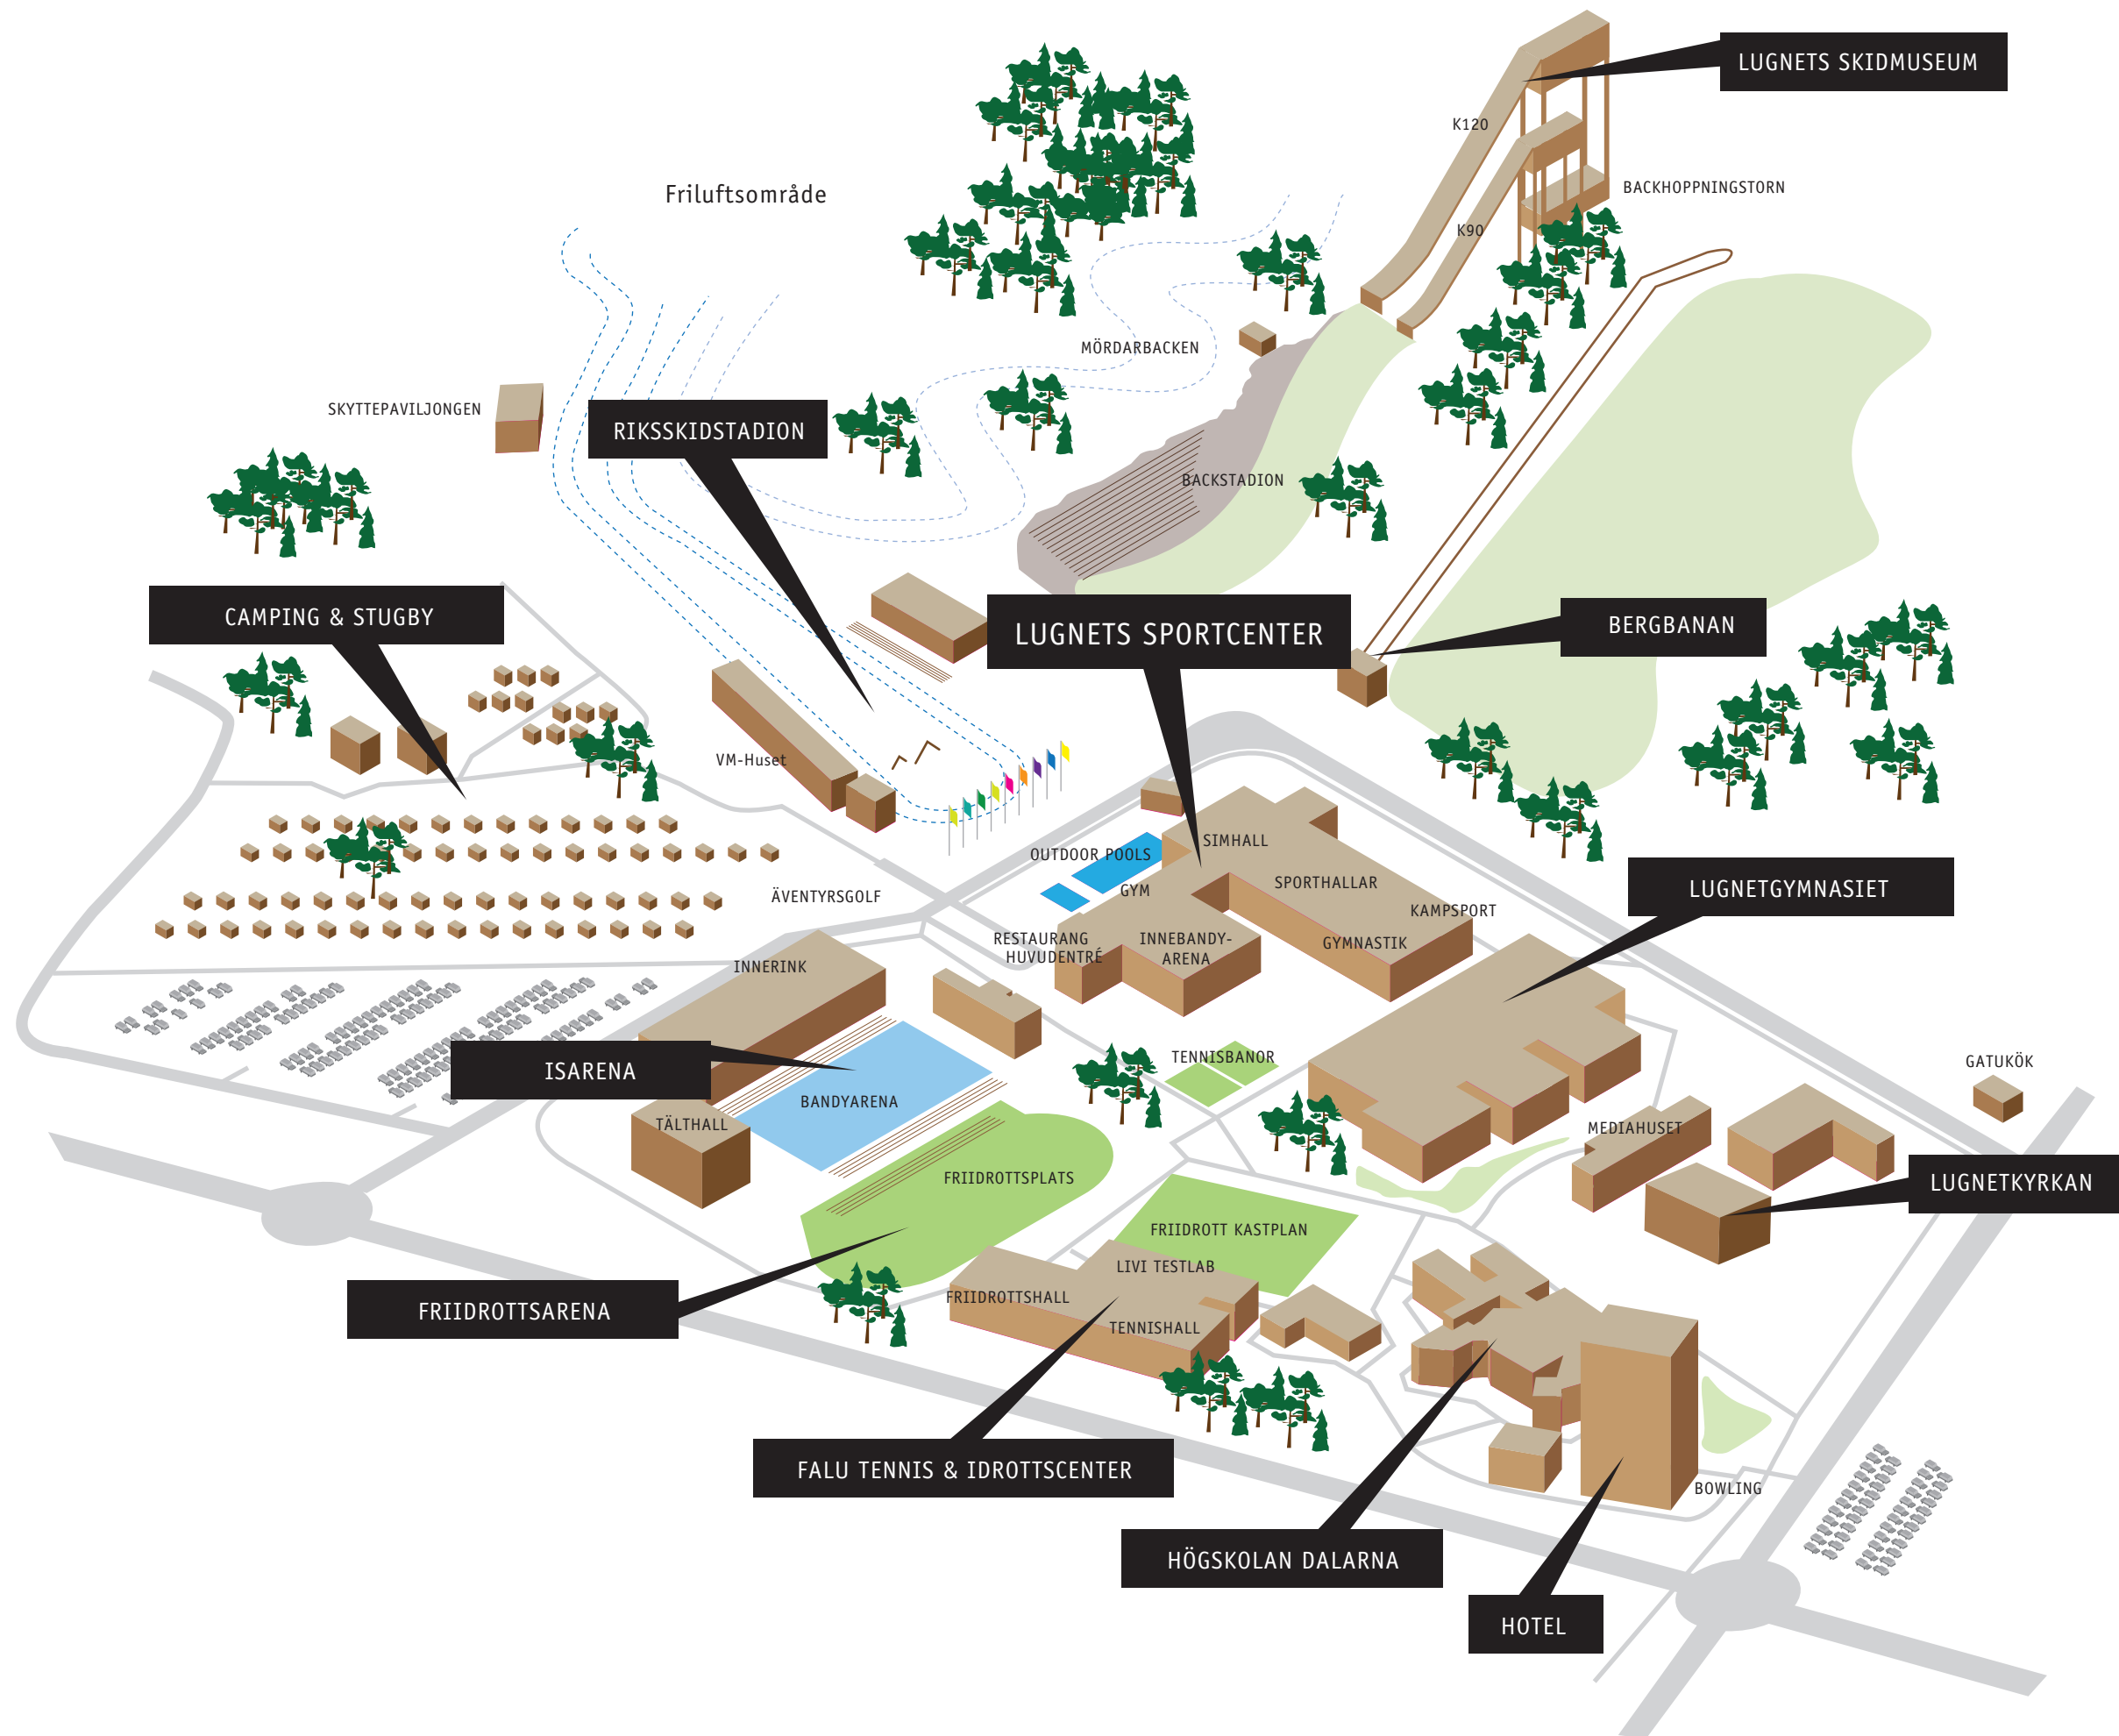 LUGNETS SKIDMUSEUM
K120
BACKHOPPNINGSTORN
Friluftsområde
K90
MÖRDARBACKEN
SKYTTEPAVILJONGEN
RIKSSKIDSTADION
BACKSTADION
CAMPING & STUGBY
LUGNETS SPORTCENTER
BERGBANAN
VM-Huset
SIMHALL
OUTDOOR POOLS
GYM
SPORTHALLAR
LUGNETGYMNASIET
ÄVENTYRSGOLF
KAMPSPORT
RESTAURANG
HUVUDENTRÉ
INNEBANDY-
ARENA
GYMNASTIK
INNERINK
ISARENA
TENNISBANOR
GATUKÖK
BANDYARENA
TÄLTHALL
MEDIAHUSET
FRIIDROTTSPLATS
LUGNETKYRKAN
FRIIDROTT KASTPLAN
LIVI TESTLAB
FRIIDROTTSHALL
FRIIDROTTSARENA
TENNISHALL
FALU TENNIS & IDROTTSCENTER
BOWLING
HÖGSKOLAN DALARNA
HOTEL